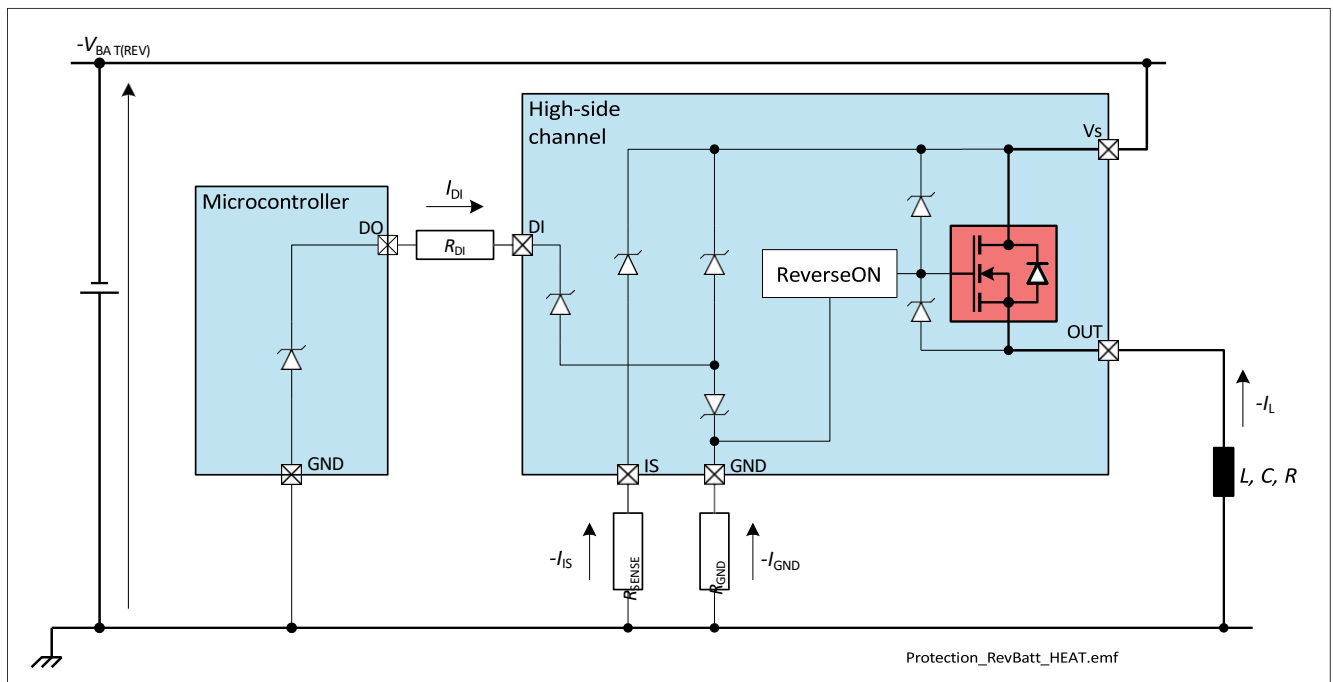 -VBAT(REV)
High-side
channel
Vs
Microcontroller
IDI
DO
RDI
DI
ReverseON
OUT
-IL
GND
IS
GND
L, C, R
-IIS
RSENSE
RGND
-IGND
Protection_RevBatt_HEAT.emf